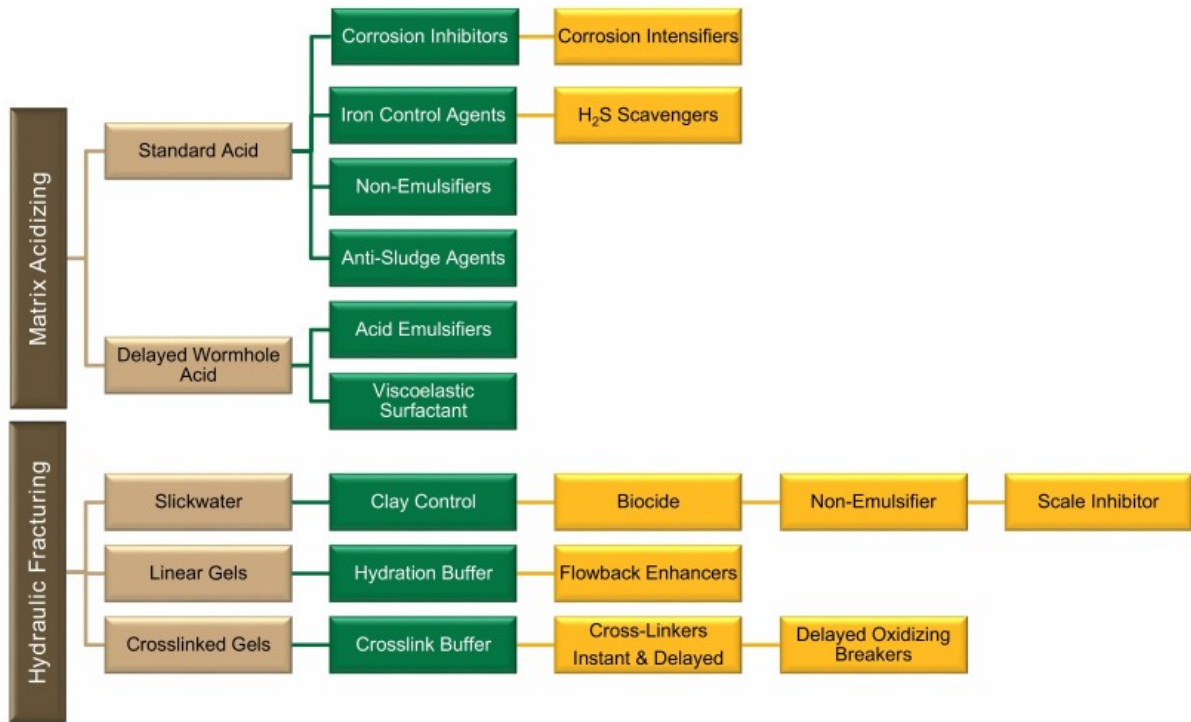 Matrix Acidizing
Standard Acid
Corrosion Inhibitors
Corrosion Intensifiers
Iron Control Agents
H₂S Scavengers
Non-Emulsifiers
Anti-Sludge Agents
Delayed Wormhole
Acid
Acid Emulsifiers
Viscoelastic
Surfactant
Hydraulic Fracturing
Slickwater
Clay Control
Biocide
Non-Emulsifier
Scale Inhibitor
Linear Gels
Hydration Buffer
Flowback Enhancers
Crosslinked Gels
Crosslink Buffer
Cross-Linkers
Instant & Delayed
Delayed Oxidizing
Breakers